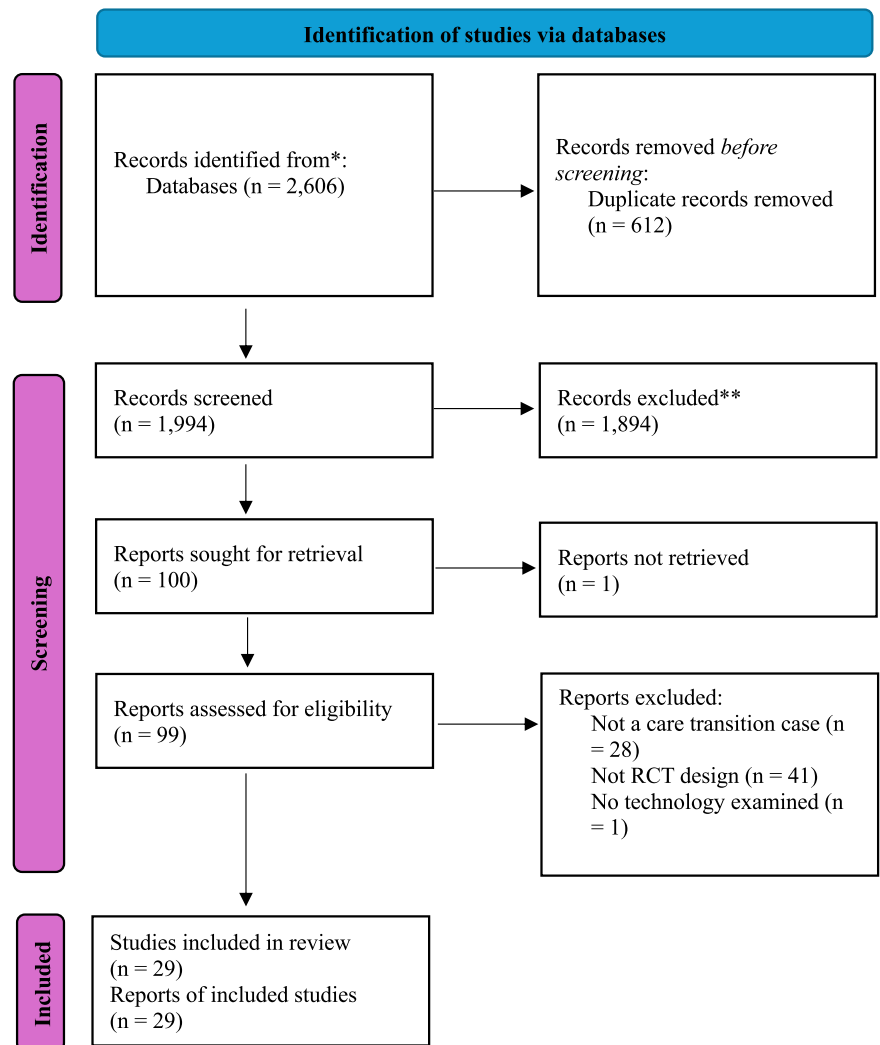 Identification of studies via databases
Identification
Records identified from*:
Databases (n = 2,606)
Records removed before
screening:
Duplicate records removed
(n = 612)
Screening
Records screened
(n = 1,994)
Records excluded**
(n = 1,894)
Reports sought for retrieval
(n = 100)
Reports not retrieved
(n = 1)
Reports assessed for eligibility
(n = 99)
Reports excluded:
Not a care transition case (n
= 28)
Not RCT design (n = 41)
No technology examined (n
= 1)
Included
Studies included in review
(n = 29)
Reports of included studies
(n = 29)